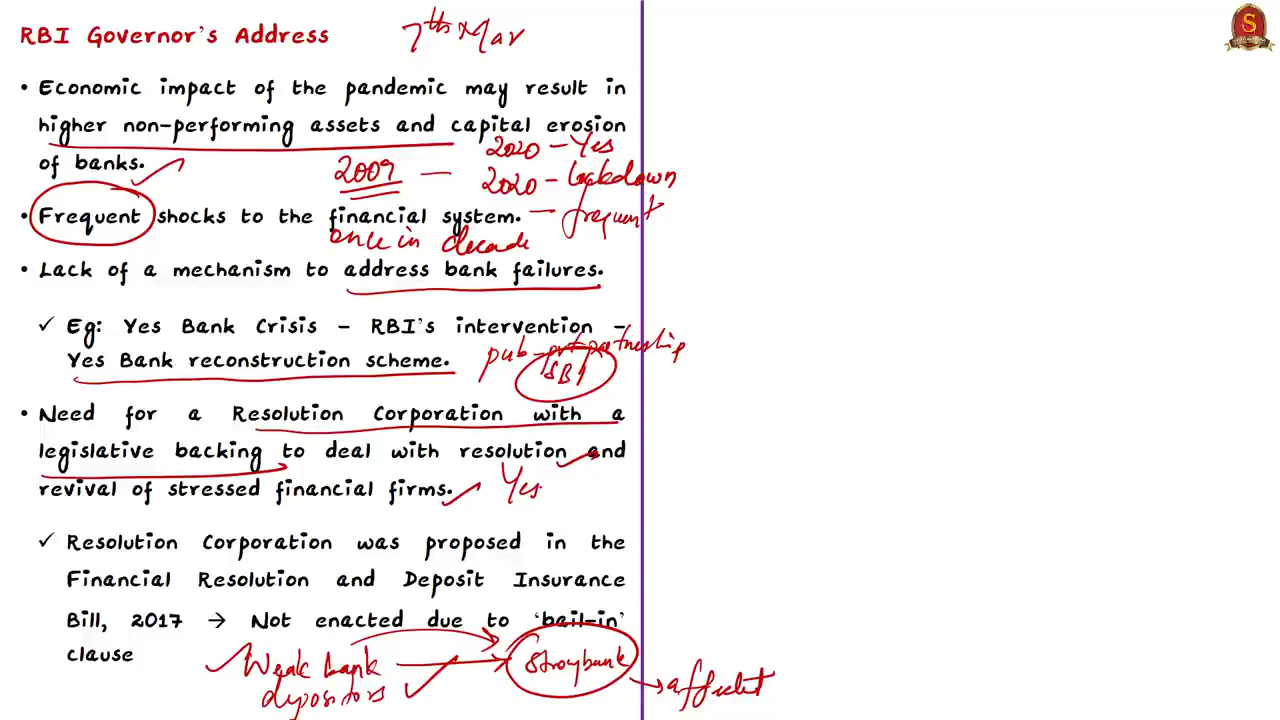 RBI Governor's Address
7th Mar
• Economic impact of the pandemic may result in
higher non-performing assets and capital erosion
of banks.
2020 - Yes
2009 — 2020 - lockdown
• Frequent shocks to the financial system. — frequent
once in decade
• Lack of a mechanism to address bank failures.
✓ Eg: Yes Bank Crisis – RBI's intervention –
Yes Bank reconstruction scheme.
pub - pvt partnership
SBI
• Need for a Resolution Corporation with a
legislative backing to deal with resolution and
revival of stressed financial firms.
Yes
✓ Resolution Corporation was proposed in the
Financial Resolution and Deposit Insurance
Bill, 2017 → Not enacted due to 'bail-in'
clause
Weak bank
depositors
S